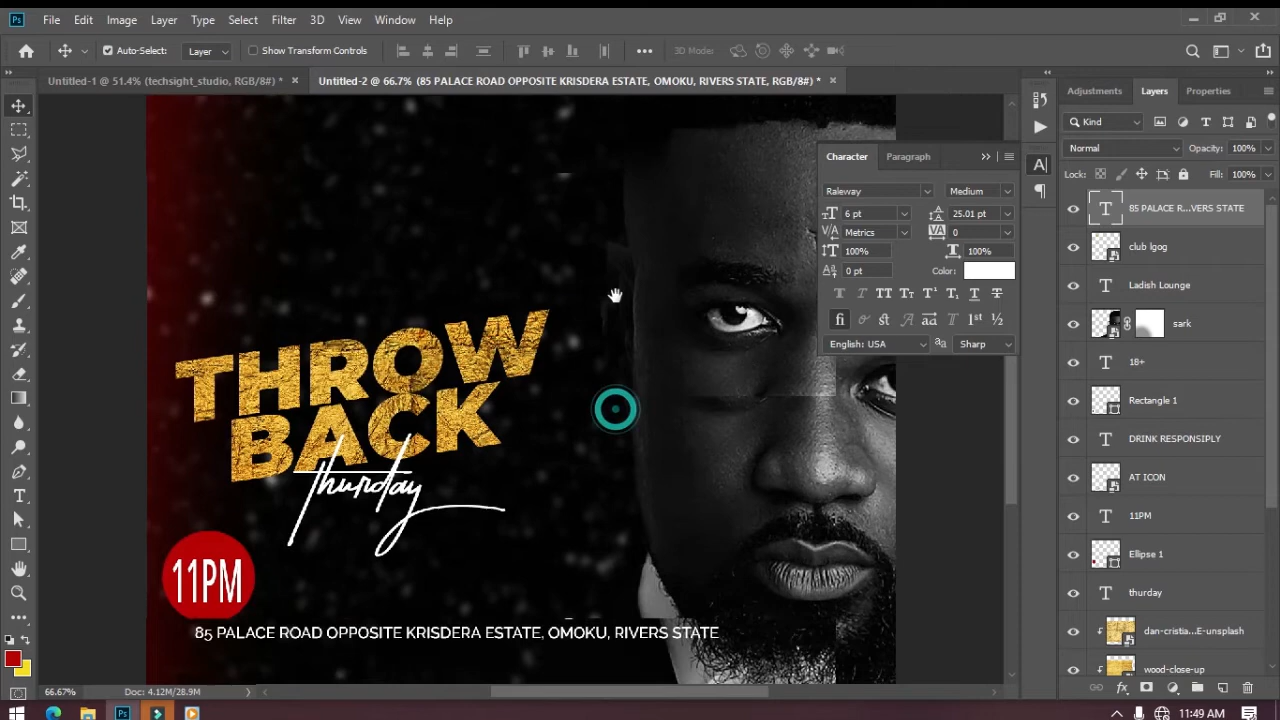 Ps File Edit Image Layer Type Select Filter 3D View Window Help
Auto-Select: Layer Show Transform Controls 3D Mode:
Untitled-1 @ 51.4% (techsight_studio, RGB/8#) * Untitled-2 @ 66.7% (85 PALACE ROAD OPPOSITE KRISDERA ESTATE, OMOKU, RIVERS STATE, RGB/8#) *
Adjustments Layers Properties
Kind
Normal Opacity: 100%
Lock: Fill: 100%
85 PALACE R...VERS STATE
club lgog
Ladish Lounge
sark
18+
Rectangle 1
DRINK RESPONSIPLY
AT ICON
11PM
Ellipse 1
thurday
dan-cristia...E-unsplash
wood-close-up
Character Paragraph
Raleway Medium
6 pt 25.01 pt
Metrics 0
100% 100%
0 pt Color:
English: USA Sharp
THROW
BACK
Thurday
11PM
85 PALACE ROAD OPPOSITE KRISDERA ESTATE, OMOKU, RIVERS STATE
66.67% Doc: 4.12M/28.9M
11:49 AM